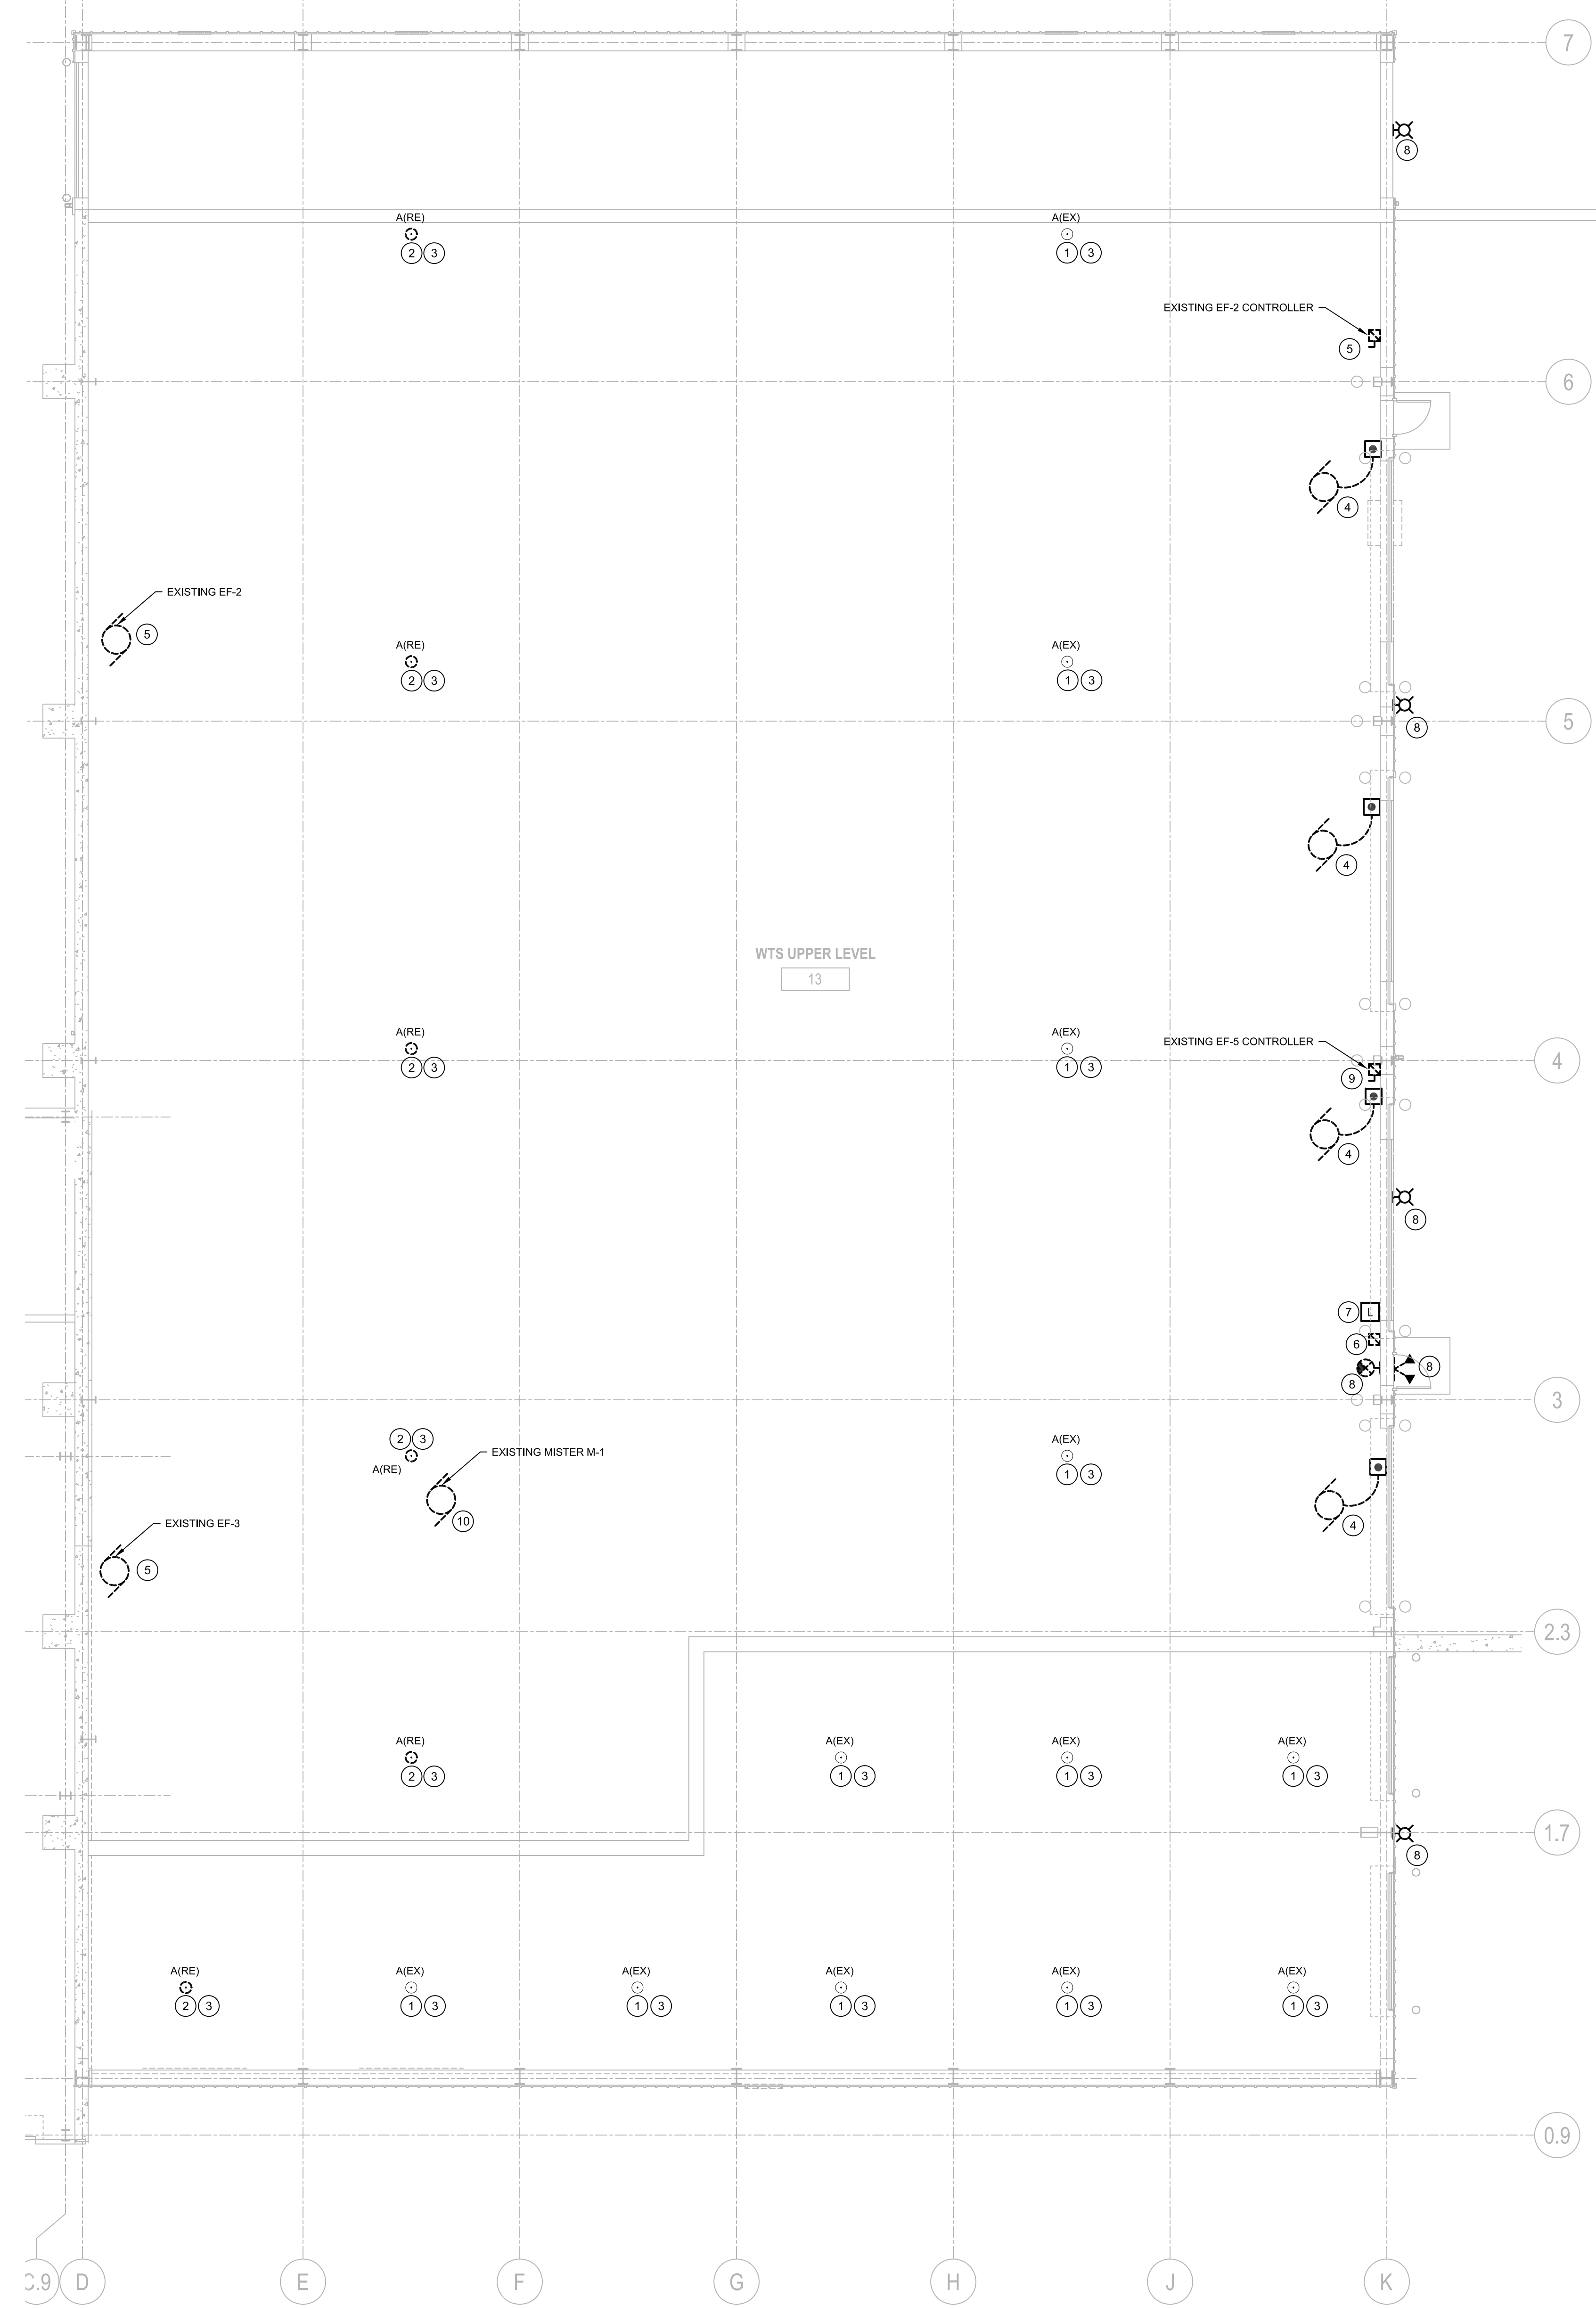 7
8
A(RE)
2 3
A(EX)
1 3
EXISTING EF-2 CONTROLLER
5
6
4
EXISTING EF-2
5
A(RE)
2 3
A(EX)
1 3
5
8
4
WTS UPPER LEVEL
13
A(RE)
2 3
A(EX)
1 3
EXISTING EF-5 CONTROLLER
4
9
4
8
7 L
6
8
8
3
2 3
A(RE)
EXISTING MISTER M-1
10
A(EX)
1 3
4
EXISTING EF-3
5
2.3
A(RE)
2 3
A(EX)
1 3
A(EX)
1 3
A(EX)
1 3
1.7
8
A(RE)
2 3
A(EX)
1 3
A(EX)
1 3
A(EX)
1 3
A(EX)
1 3
A(EX)
1 3
0.9
D
E
F
G
H
J
K